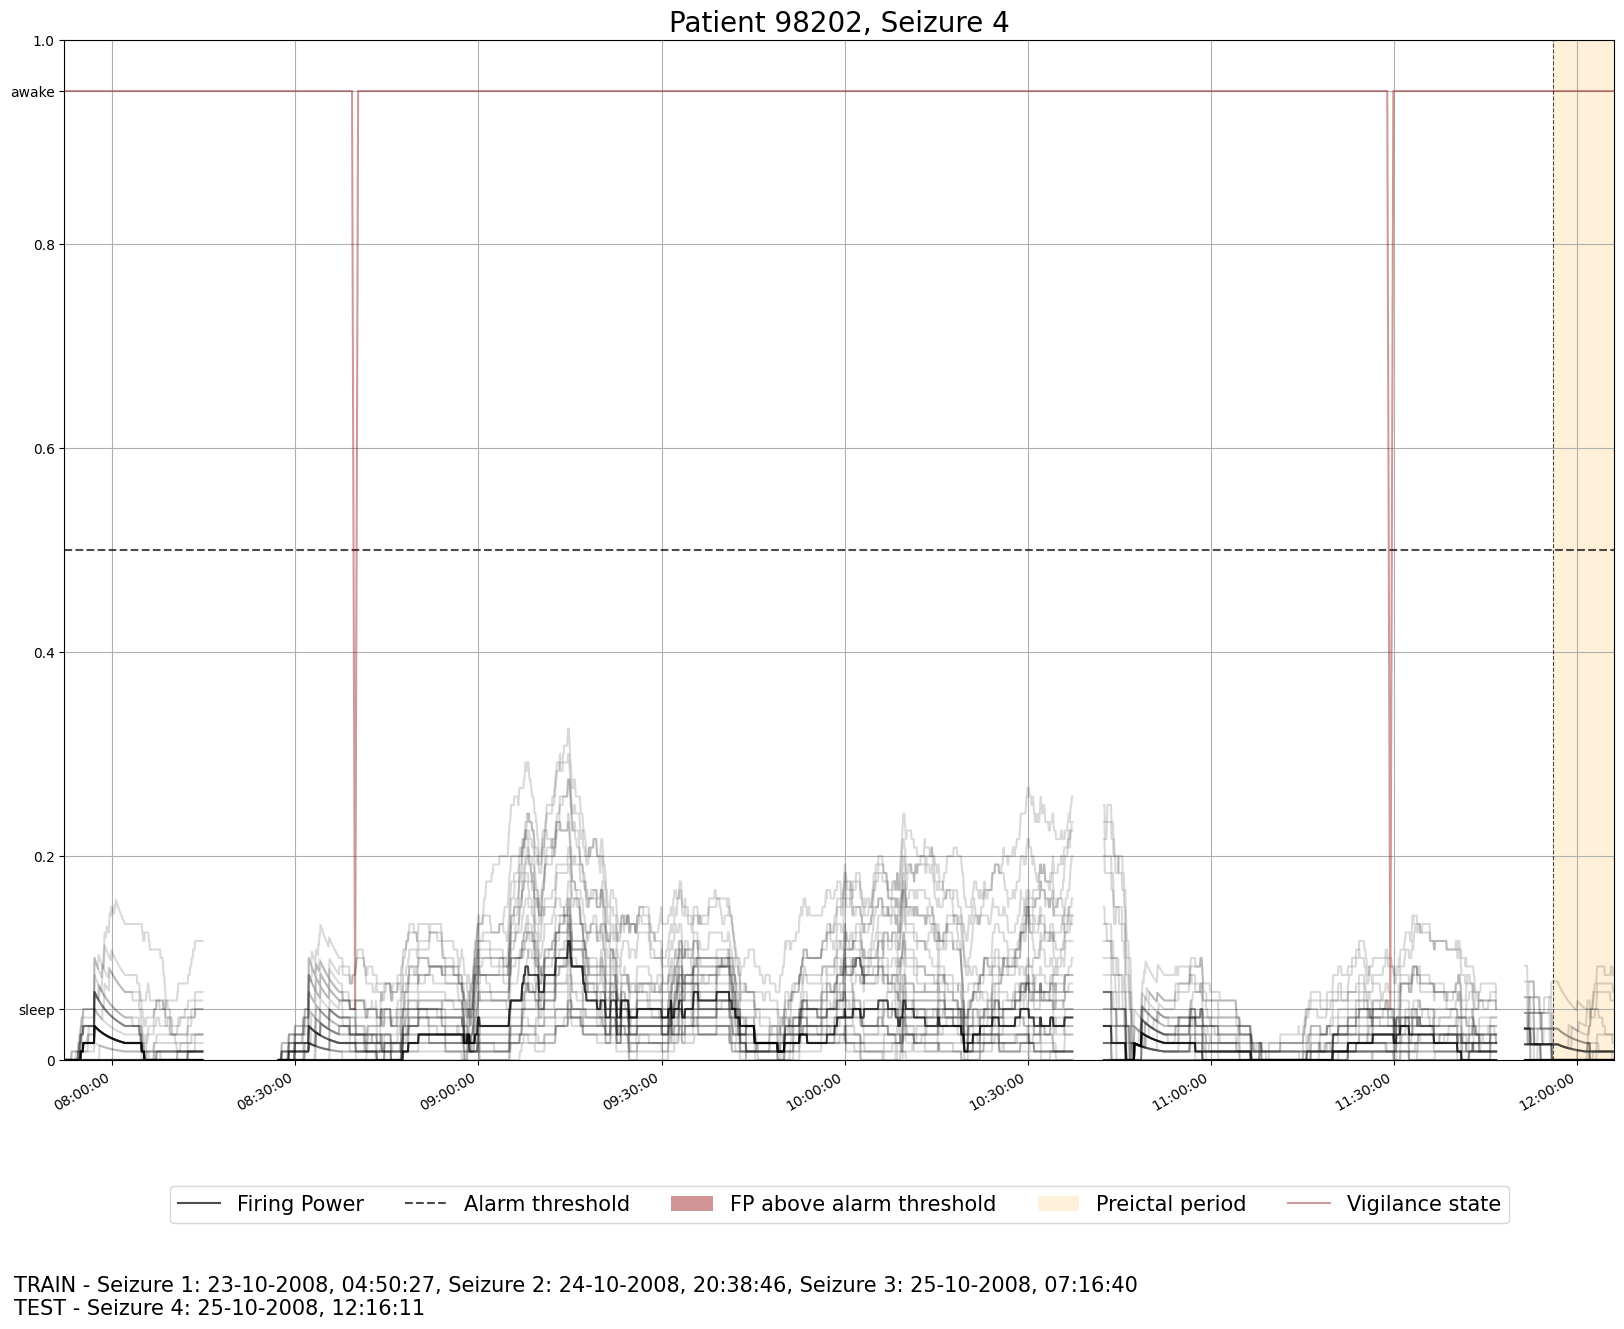 Patient 98202, Seizure 4
1.0
awake
0.8
0.6
0.4
0.2
sleep
0
08:00:00 08:30:00 09:00:00 09:30:00 10:00:00 10:30:00 11:00:00 11:30:00 12:00:00
Firing Power Alarm threshold FP above alarm threshold Preictal period Vigilance state
TRAIN - Seizure 1: 23-10-2008, 04:50:27, Seizure 2: 24-10-2008, 20:38:46, Seizure 3: 25-10-2008, 07:16:40
TEST - Seizure 4: 25-10-2008, 12:16:11